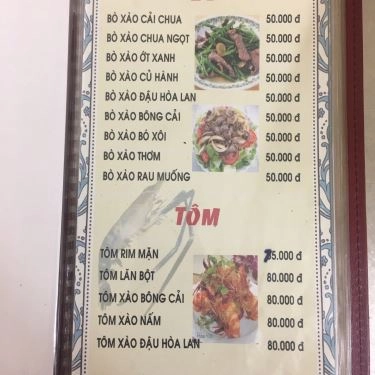 BÒ XÀO CẢI CHUA 50.000 đ
BÒ XÀO CHUA NGỌT 50.000 đ
BÒ XÀO ỚT XANH 50.000 đ
BÒ XÀO CỦ HÀNH 50.000 đ
BÒ XÀO ĐẬU HÒA LAN 50.000 đ
BÒ XÀO BÔNG CẢI 50.000 đ
BÒ XÀO BÓ XÔI 50.000 đ
BÒ XÀO THƠM 50.000 đ
BÒ XÀO RAU MUỐNG 50.000 đ
TÔM
TÔM RIM MẶN 75.000 đ
TÔM LĂN BỘT 80.000 đ
TÔM XÀO BÔNG CẢI 80.000 đ
TÔM XÀO NẤM 80.000 đ
TÔM XÀO ĐẬU HÒA LAN 80.000 đ